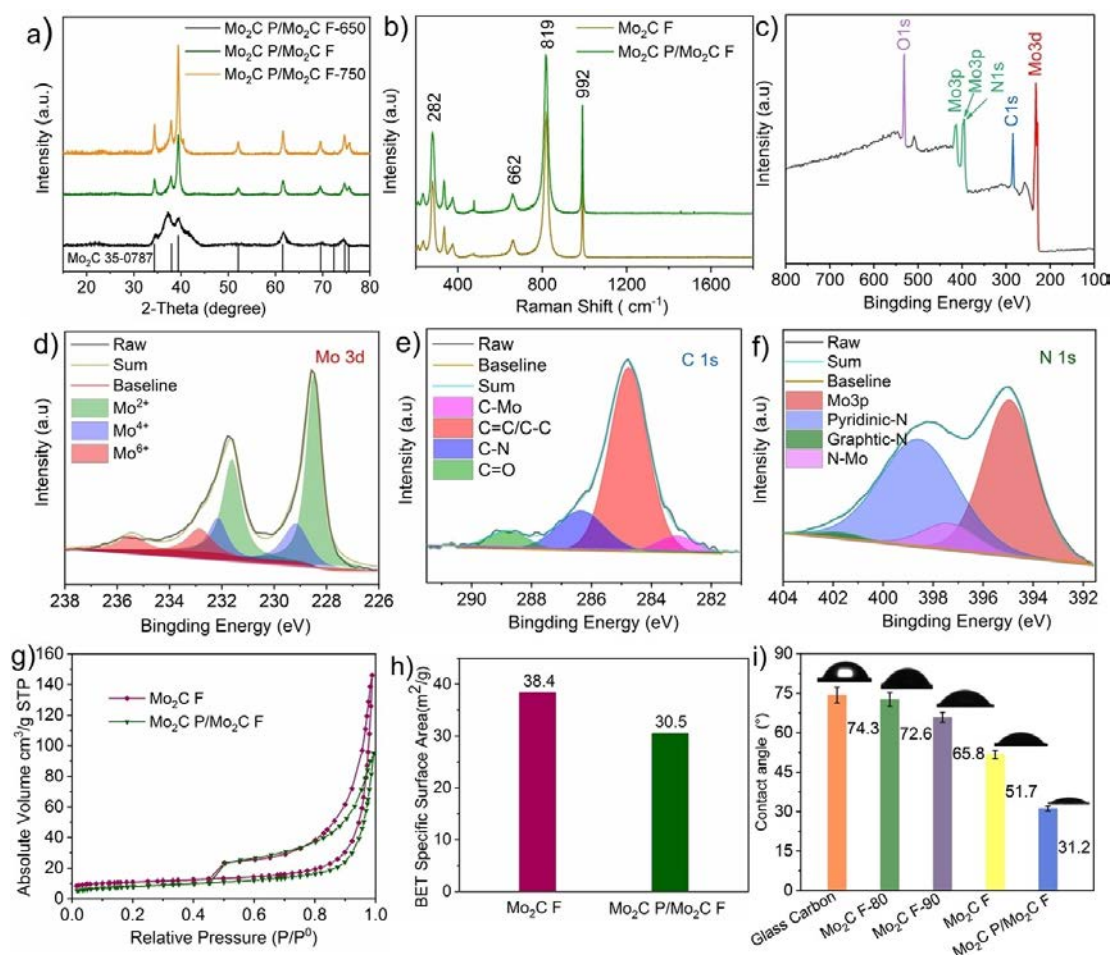 a)
Mo₂C P/Mo₂C F-650
Mo₂C P/Mo₂C F
Mo₂C P/Mo₂C F-750
Intensity (a.u.)
Mo₂C 35-0787
20 30 40 50 60 70 80
2-Theta (degree)
b)
Mo₂C F
Mo₂C P/Mo₂C F
282
662
819
992
Intensity (a.u)
400 800 1200 1600
Raman Shift ( cm⁻¹)
c)
O1s
Mo3p
Mo3p
N1s
C1s
Mo3d
Intensity (a.u)
800 700 600 500 400 300 200 100
Bingding Energy (eV)
d)
Raw
Sum
Baseline
Mo²⁺
Mo⁴⁺
Mo⁶⁺
Mo 3d
Intensity (a.u)
238 235 232 229 226
Bingding Energy (eV)
e)
Raw
Baseline
Sum
C-Mo
C=C/C-C
C-N
C=O
C 1s
Intensity (a.u)
290 288 286 284 282
Bingding Energy (eV)
f)
Raw
Sum
Baseline
Mo3p
Pyridinic-N
Graphtic-N
N-Mo
N 1s
Intensity (a.u)
404 402 400 398 396 394 392
Bingding Energy (eV)
g)
160
140
120
100
80
60
40
20
0
Absolute Volume cm³/g STP
Mo₂C F
Mo₂C P/Mo₂C F
0.0 0.2 0.4 0.6 0.8 1.0
Relative Pressure (P/P⁰)
h)
40
30
20
10
0
BET Specific Surface Area(m²/g)
38.4
30.5
Mo₂C F
Mo₂C P/Mo₂C F
i)
90
75
60
45
30
15
0
Contact angle (°)
74.3
72.6
65.8
51.7
31.2
Glass Carbon
Mo₂C F-80
Mo₂C F-90
Mo₂C F
Mo₂C P/Mo₂C F